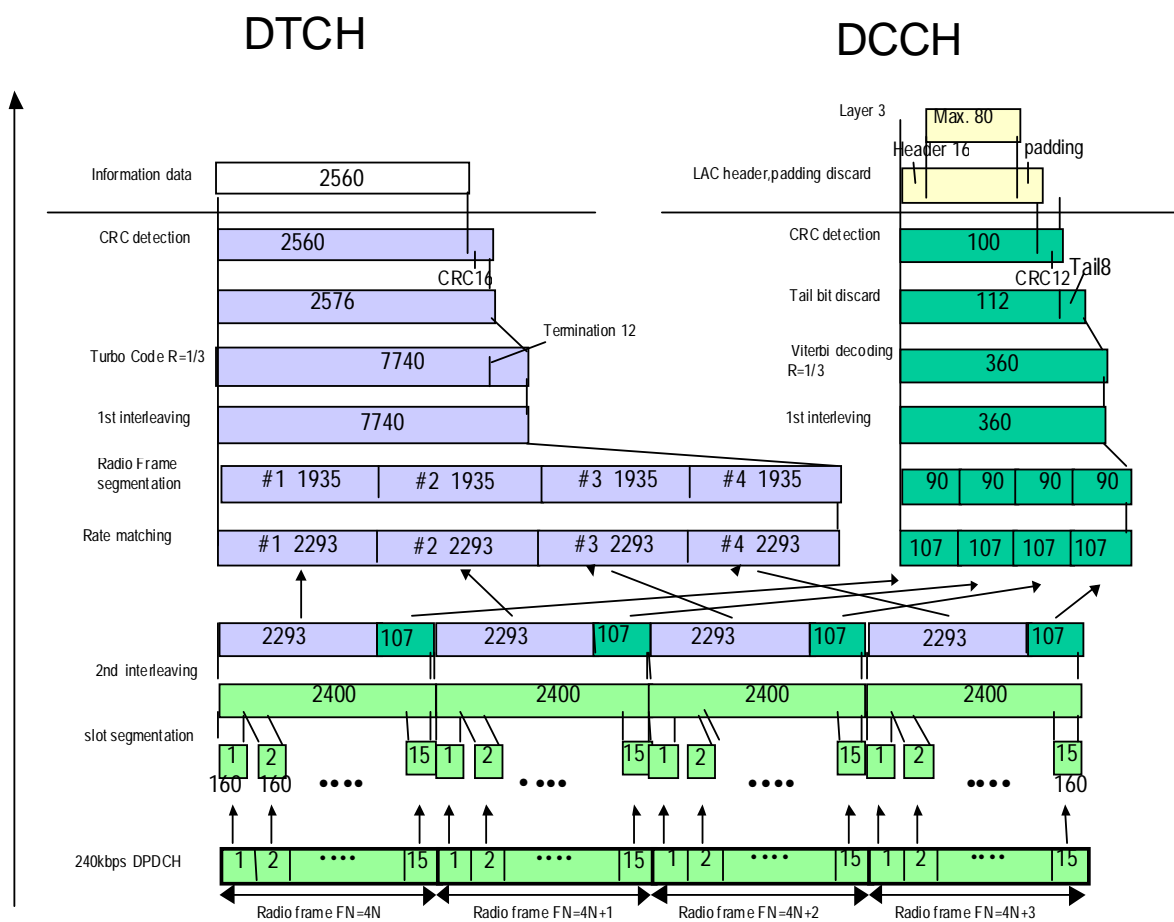 DTCH
DCCH
Layer 3
Max. 80
Header 16
padding
Information data
2560
LAC header,padding discard
CRC detection
2560
CRC16
CRC detection
100
CRC12
Tail8
2576
Tail bit discard
112
Termination 12
Turbo Code R=1/3
7740
Viterbi decoding
R=1/3
360
1st interleaving
7740
1st interleving
360
Radio Frame
segmentation
#1 1935
#2 1935
#3 1935
#4 1935
90
90
90
90
Rate matching
#1 2293
#2 2293
#3 2293
#4 2293
107
107
107
107
2293
107
2293
107
2293
107
2293
107
2nd interleaving
2400
2400
2400
2400
slot segmentation
1
2
15
1
2
15
1
2
15
1
2
15
160
160
160
240kbps DPDCH
1
2
15
1
2
15
1
2
15
1
2
15
Radio frame FN=4N
Radio frame FN=4N+1
Radio frame FN=4N+2
Radio frame FN=4N+3